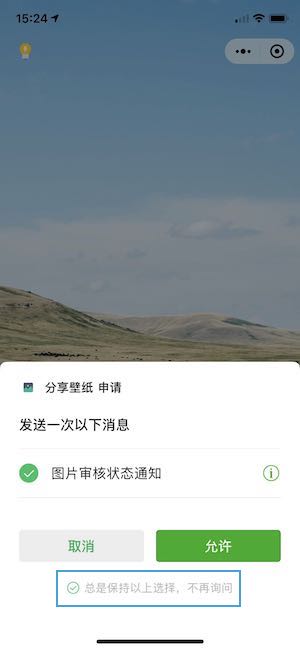 15:24
分享壁纸 申请
发送一次以下消息
图片审核状态通知
取消
允许
总是保持以上选择，不再询问